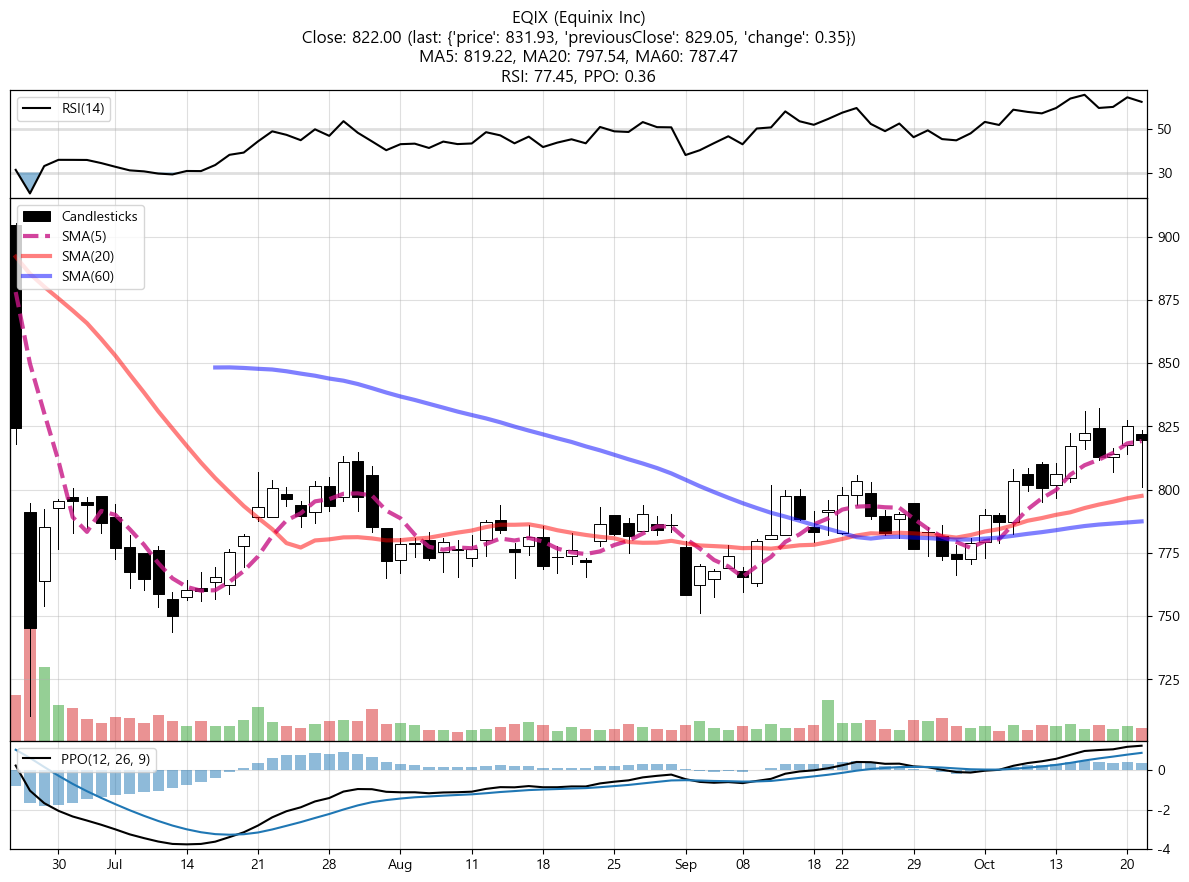 EQIX (Equinix Inc)
Close: 822.00 (last: {'price': 831.93, 'previousClose': 829.05, 'change': 0.35})
MA5: 819.22, MA20: 797.54, MA60: 787.47
RSI: 77.45, PPO: 0.36
RSI(14)
50
30
Candlesticks
SMA(5)
SMA(20)
SMA(60)
900
875
850
825
800
775
750
725
PPO(12, 26, 9)
0
-2
-4
30 Jul 14 21 28 Aug 11 18 25 Sep 08 18 22 29 Oct 13 20